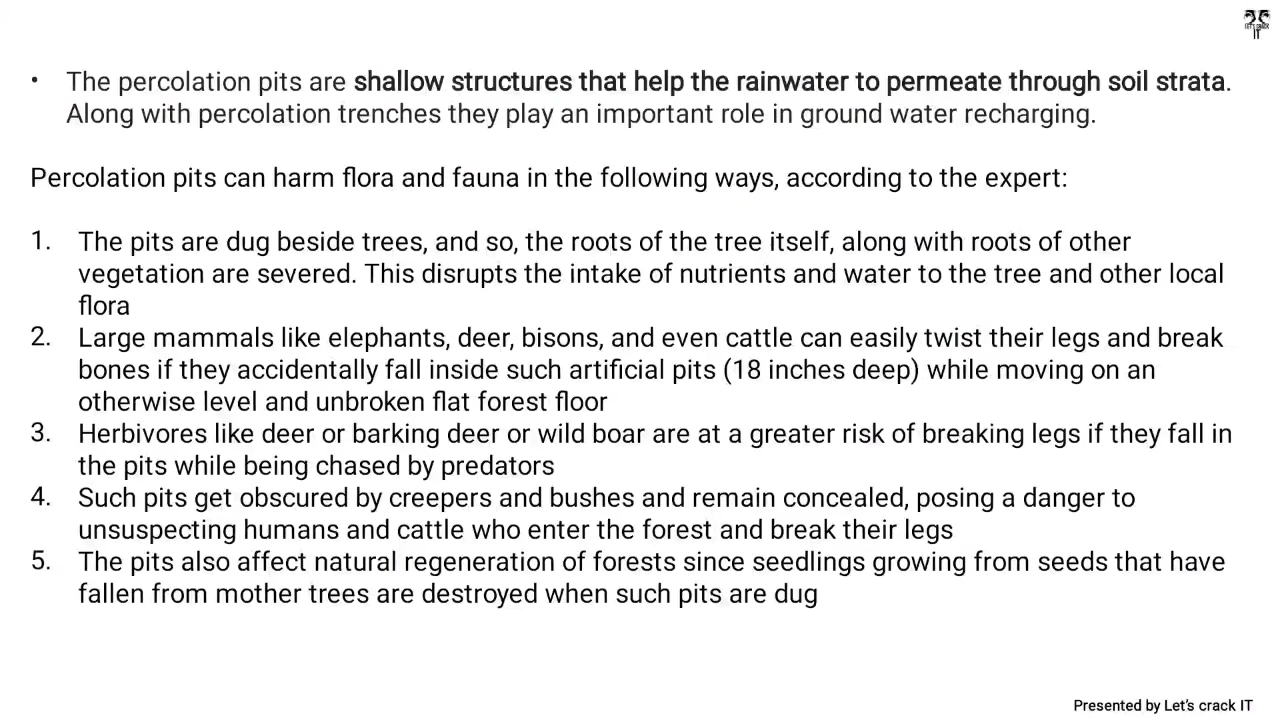 LET'S CRACK
IT
• The percolation pits are shallow structures that help the rainwater to permeate through soil strata.
Along with percolation trenches they play an important role in ground water recharging.
Percolation pits can harm flora and fauna in the following ways, according to the expert:
1. The pits are dug beside trees, and so, the roots of the tree itself, along with roots of other
vegetation are severed. This disrupts the intake of nutrients and water to the tree and other local
flora
2. Large mammals like elephants, deer, bisons, and even cattle can easily twist their legs and break
bones if they accidentally fall inside such artificial pits (18 inches deep) while moving on an
otherwise level and unbroken flat forest floor
3. Herbivores like deer or barking deer or wild boar are at a greater risk of breaking legs if they fall in
the pits while being chased by predators
4. Such pits get obscured by creepers and bushes and remain concealed, posing a danger to
unsuspecting humans and cattle who enter the forest and break their legs
5. The pits also affect natural regeneration of forests since seedlings growing from seeds that have
fallen from mother trees are destroyed when such pits are dug
Presented by Let's crack IT